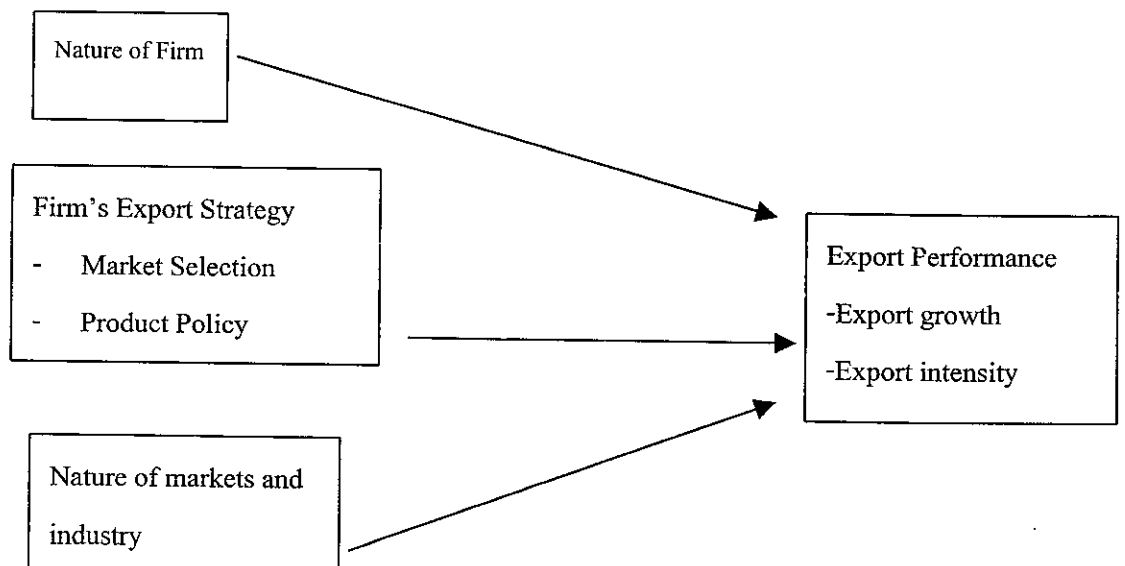 Nature of Firm
Firm's Export Strategy
- Market Selection
- Product Policy
Nature of markets and
industry
Export Performance
-Export growth
-Export intensity